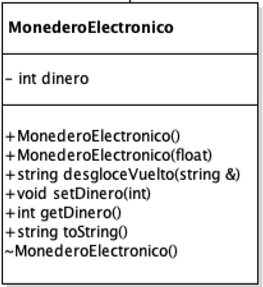 MonederoElectronico
- int dinero
+MonederoElectronico()
+MonederoElectronico(float)
+string desgloceVuelto(string &)
+void setDinero(int)
+int getDinero()
+string toString()
~MonederoElectronico()